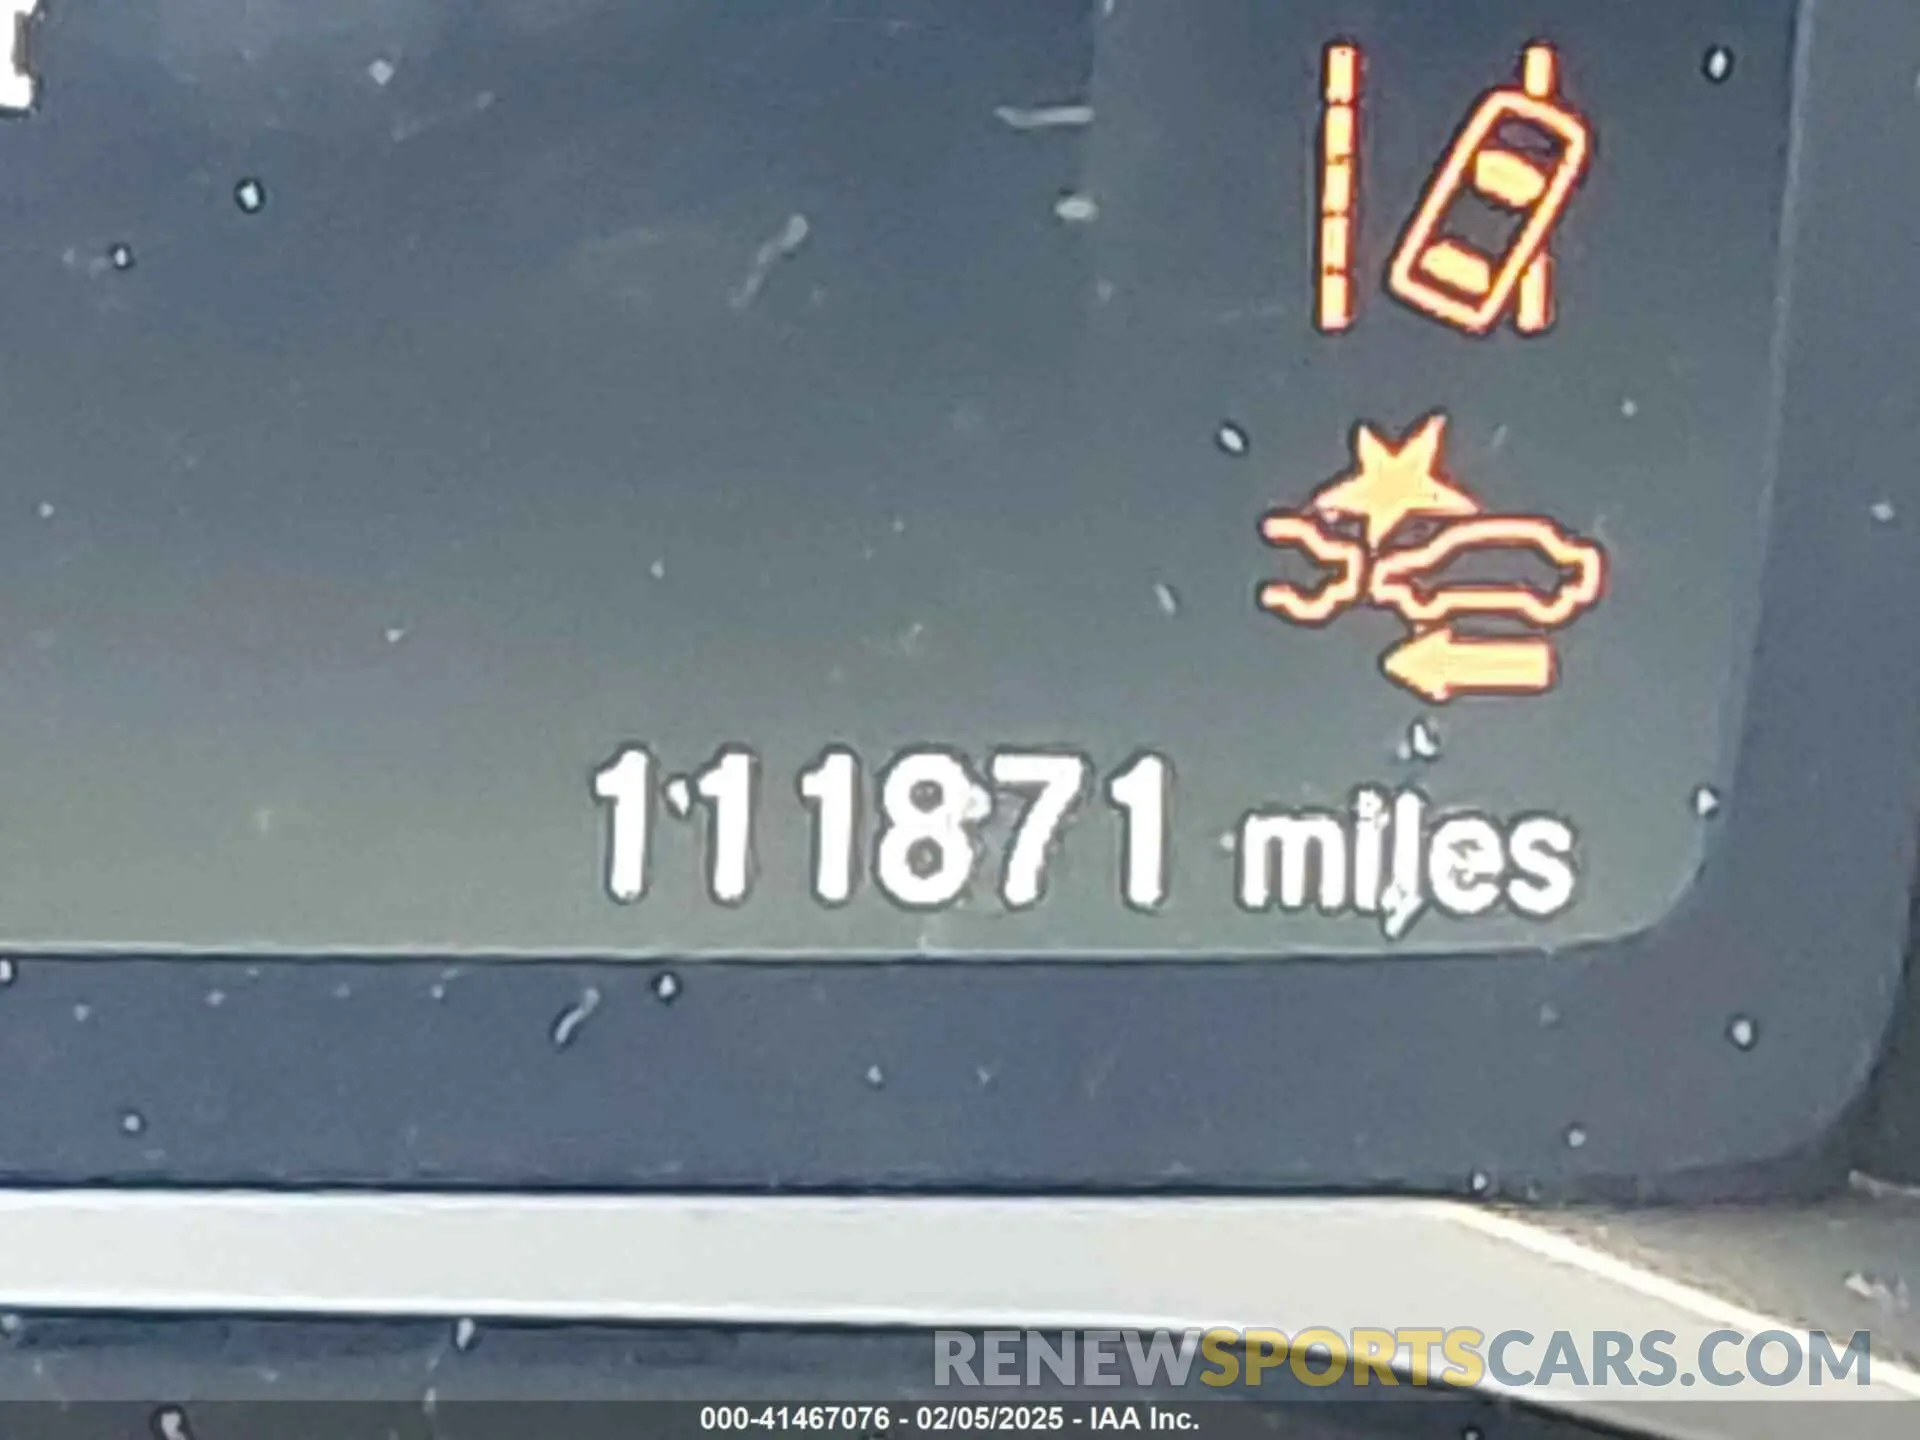 111871 miles
RENEWSPORTSCARS.COM
000-41467076 - 02/05/2025 - IAA Inc.